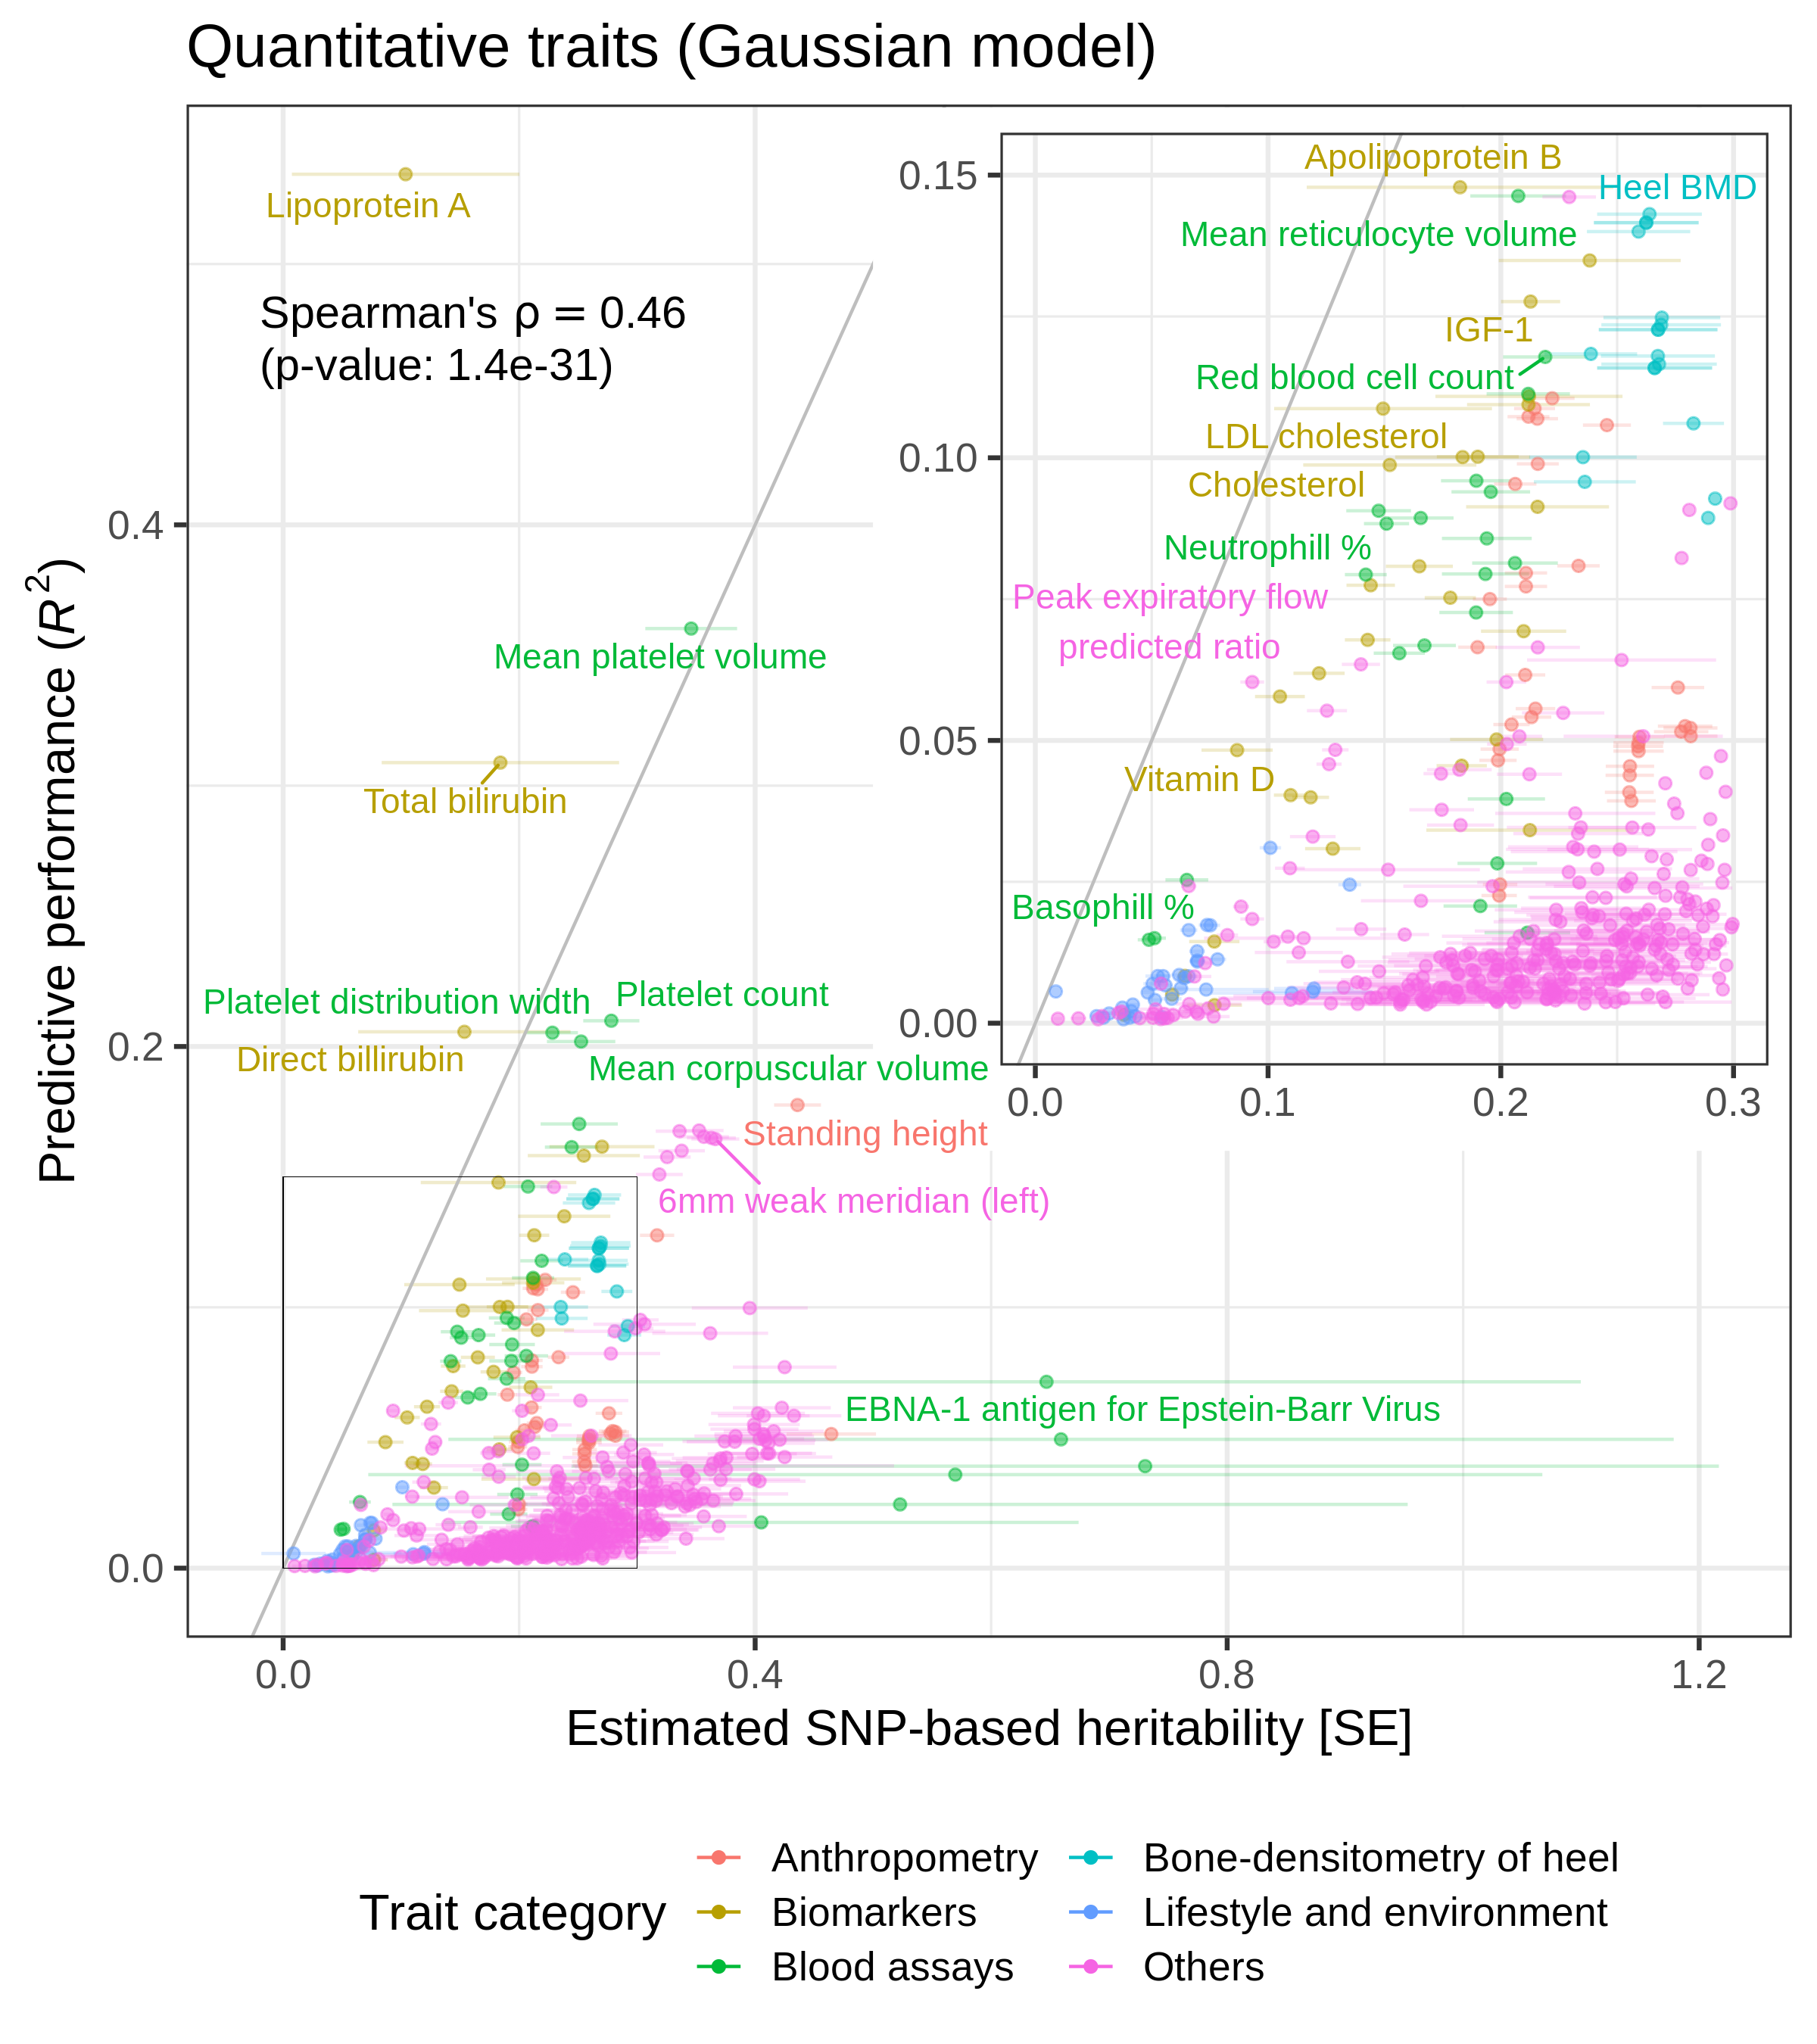 Quantitative traits (Gaussian model)
Predictive performance (R²)
0.4
0.2
0.0
Lipoprotein A
Spearman's ρ = 0.46
(p-value: 1.4e-31)
Mean platelet volume
Total bilirubin
Platelet distribution width
Platelet count
Direct billirubin
Mean corpuscular volume
Standing height
6mm weak meridian (left)
EBNA-1 antigen for Epstein-Barr Virus
0.15
0.10
0.05
0.00
Apolipoprotein B
Heel BMD
Mean reticulocyte volume
IGF-1
Red blood cell count
LDL cholesterol
Cholesterol
Neutrophill %
Peak expiratory flow
predicted ratio
Vitamin D
Basophill %
0.0 0.1 0.2 0.3
0.0 0.4 0.8 1.2
Estimated SNP-based heritability [SE]
Trait category
Anthropometry
Biomarkers
Blood assays
Bone-densitometry of heel
Lifestyle and environment
Others